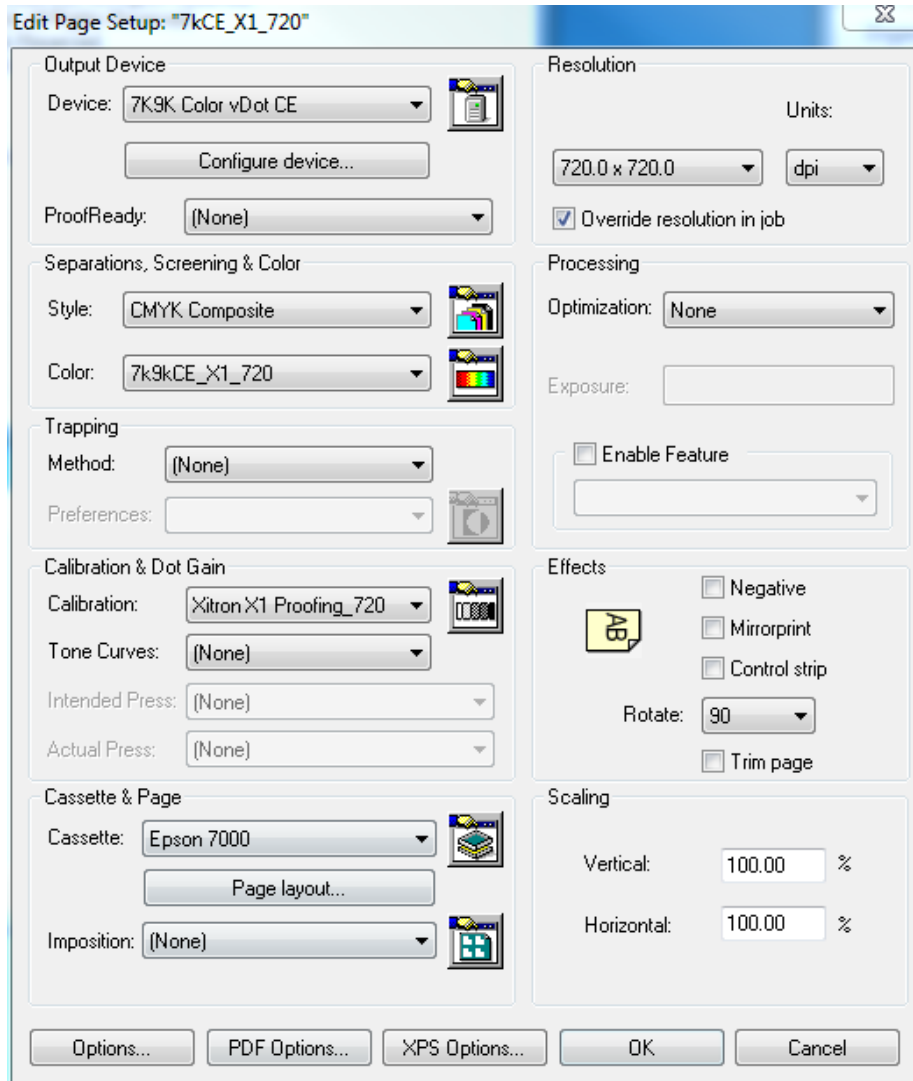 Edit Page Setup: "7kCE_X1_720"
Output Device
Device: 7K9K Color vDot CE
Configure device...
ProofReady: (None)
Resolution
Units:
720.0 x 720.0 dpi
Override resolution in job
Separations, Screening & Color
Style: CMYK Composite
Color: 7k9kCE_X1_720
Processing
Optimization: None
Exposure:
Enable Feature
Trapping
Method: (None)
Preferences:
Calibration & Dot Gain
Calibration: Xitron X1 Proofing_720
Tone Curves: (None)
Intended Press: (None)
Actual Press: (None)
Effects
AB
Negative
Mirrorprint
Control strip
Rotate: 90
Trim page
Cassette & Page
Cassette: Epson 7000
Page layout...
Imposition: (None)
Scaling
Vertical: 100.00 %
Horizontal: 100.00 %
Options... PDF Options... XPS Options... OK Cancel